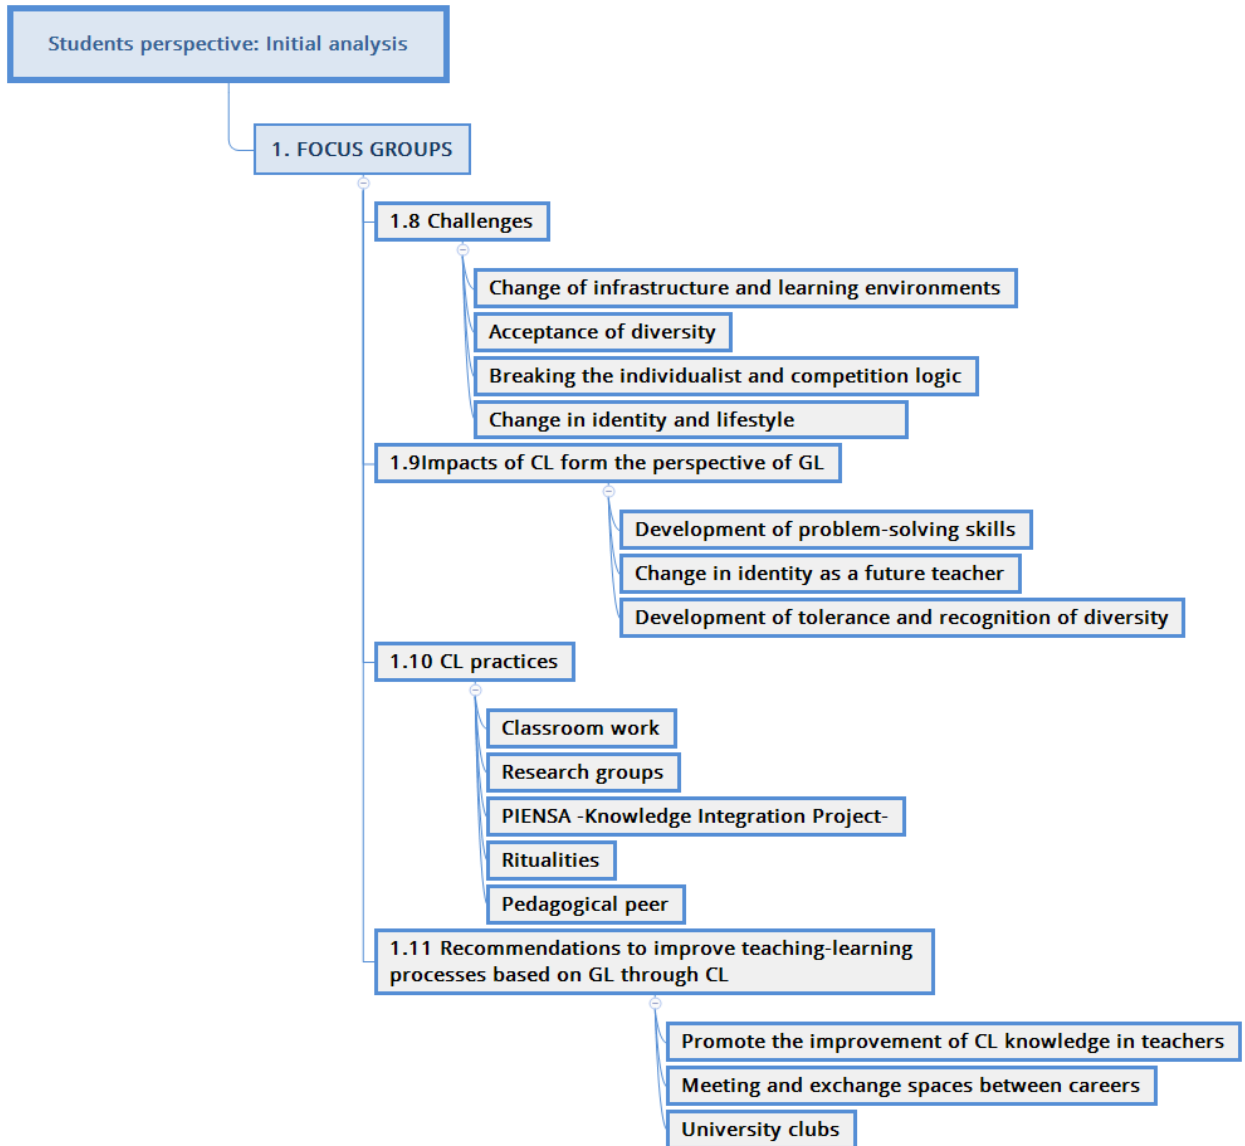 Students perspective: Initial analysis
1. FOCUS GROUPS
1.8 Challenges
Change of infrastructure and learning environments
Acceptance of diversity
Breaking the individualist and competition logic
Change in identity and lifestyle
1.9Impacts of CL form the perspective of GL
Development of problem-solving skills
Change in identity as a future teacher
Development of tolerance and recognition of diversity
1.10 CL practices
Classroom work
Research groups
PIENSA -Knowledge Integration Project-
Ritualities
Pedagogical peer
1.11 Recommendations to improve teaching-learning
processes based on GL through CL
Promote the improvement of CL knowledge in teachers
Meeting and exchange spaces between careers
University clubs